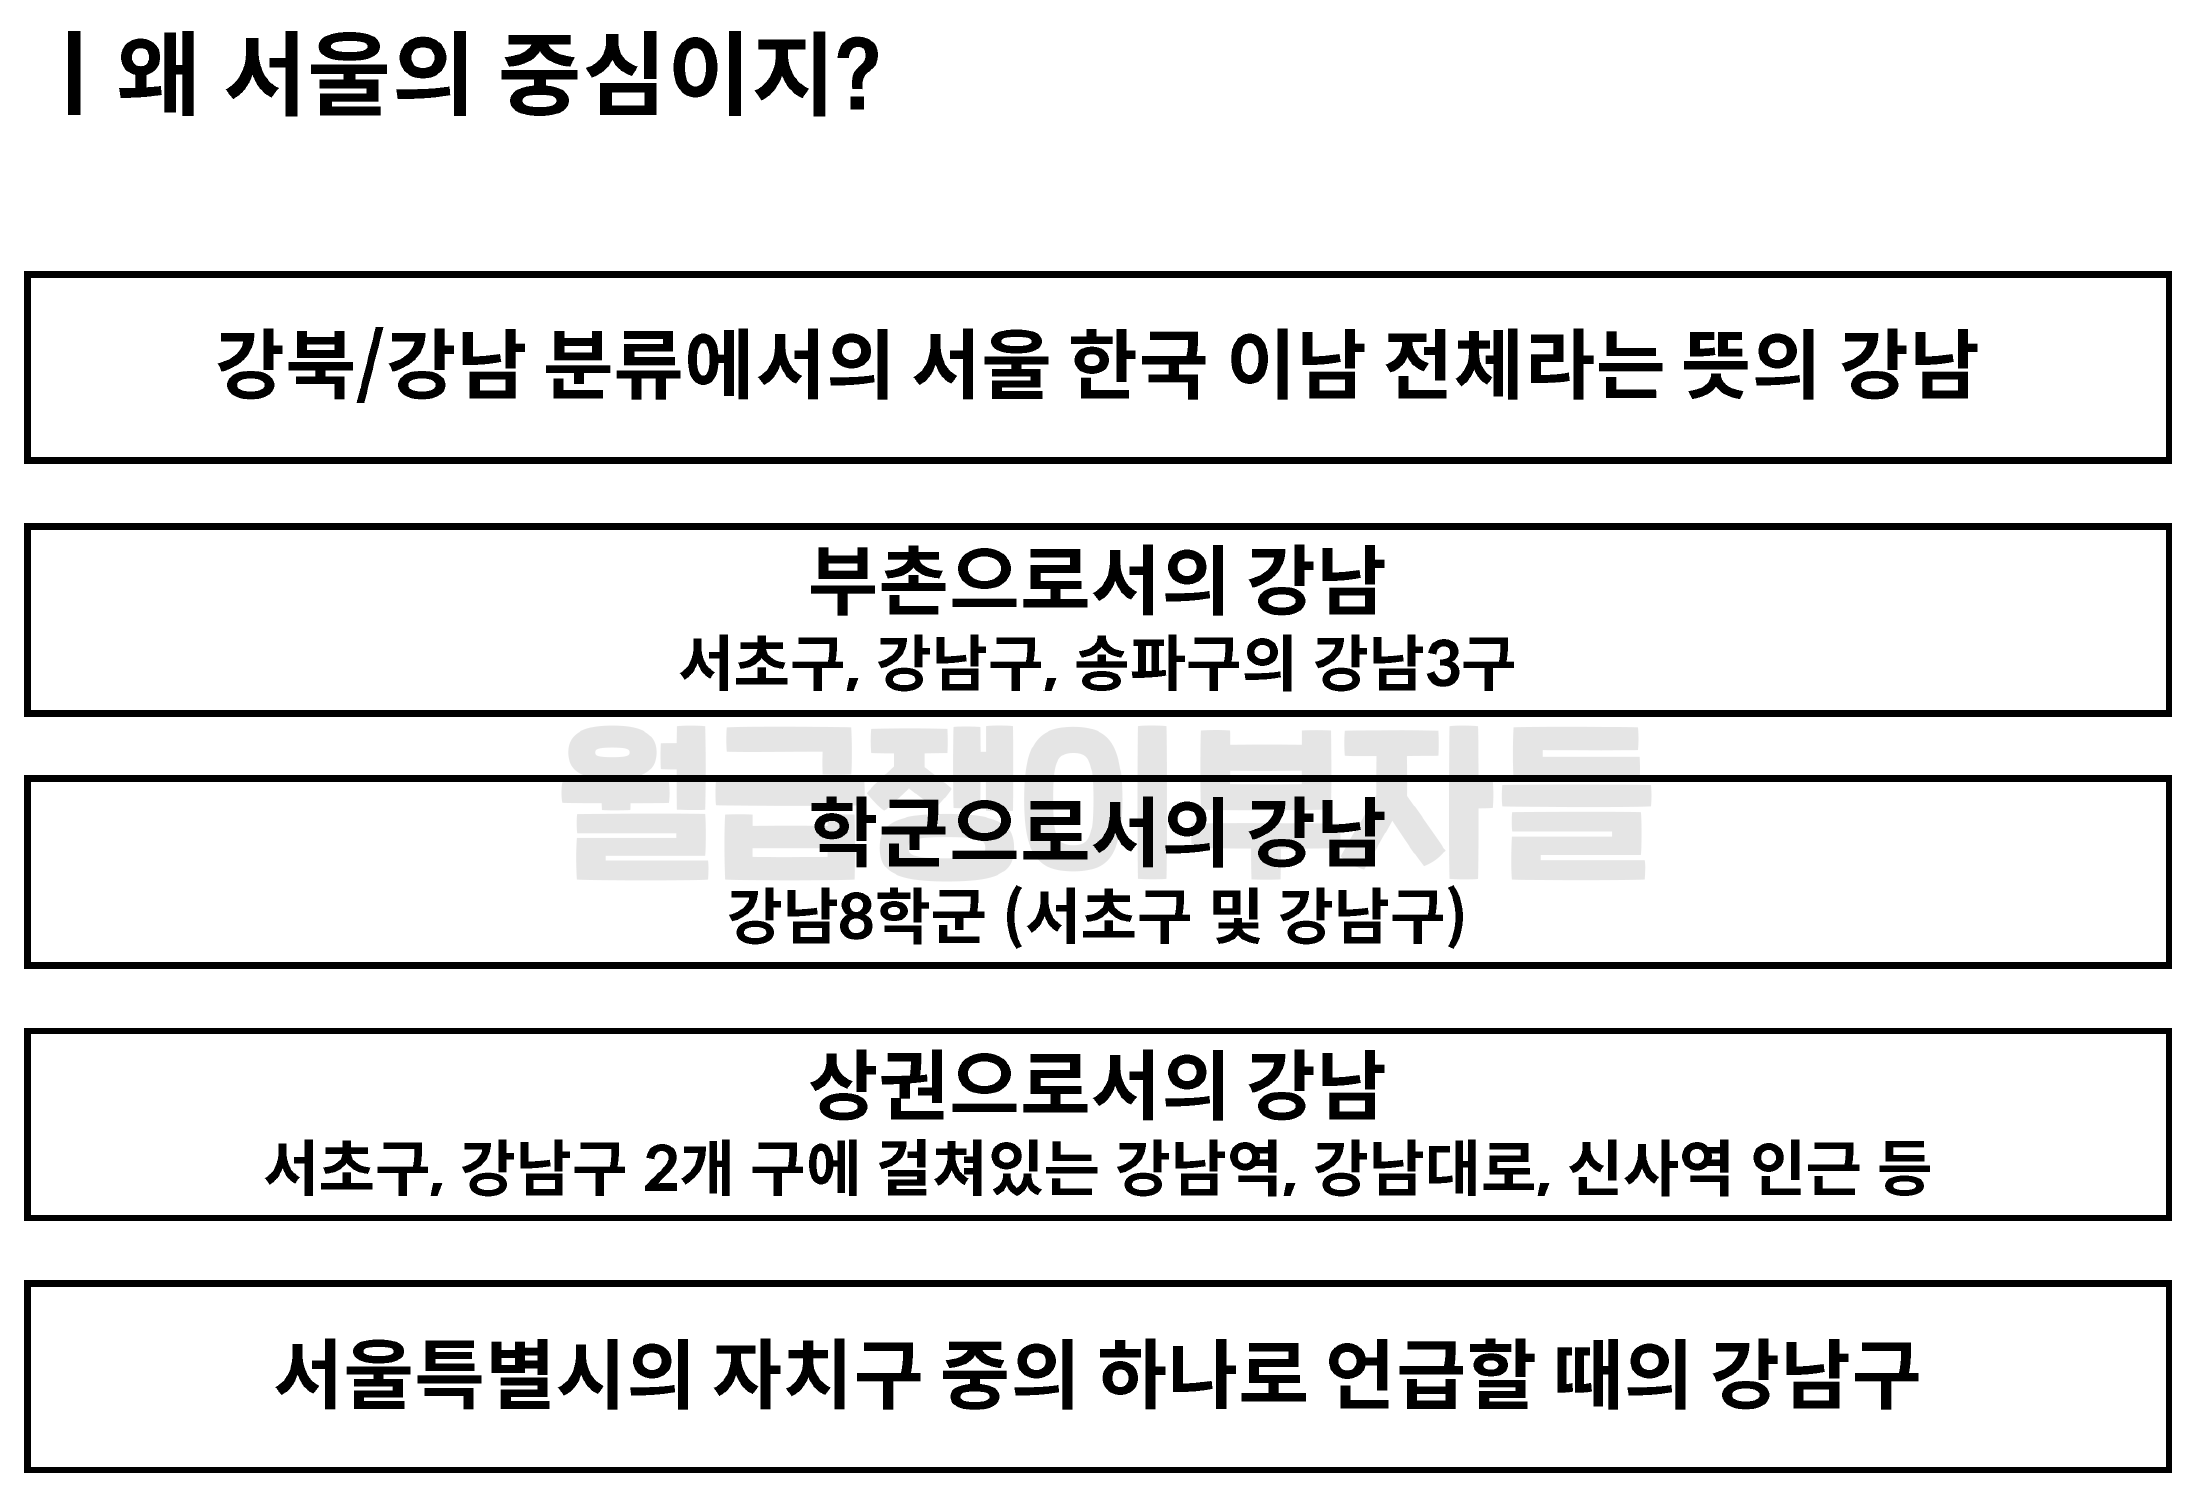 | 왜 서울의 중심이지?
강북/강남 분류에서의 서울 한국 이남 전체라는 뜻의 강남
부촌으로서의 강남
서초구, 강남구, 송파구의 강남3구
월급쟁이부자들
학군으로서의 강남
강남8학군 (서초구 및 강남구)
상권으로서의 강남
서초구, 강남구 2개 구에 걸쳐있는 강남역, 강남대로, 신사역 인근 등
서울특별시의 자치구 중의 하나로 언급할 때의 강남구